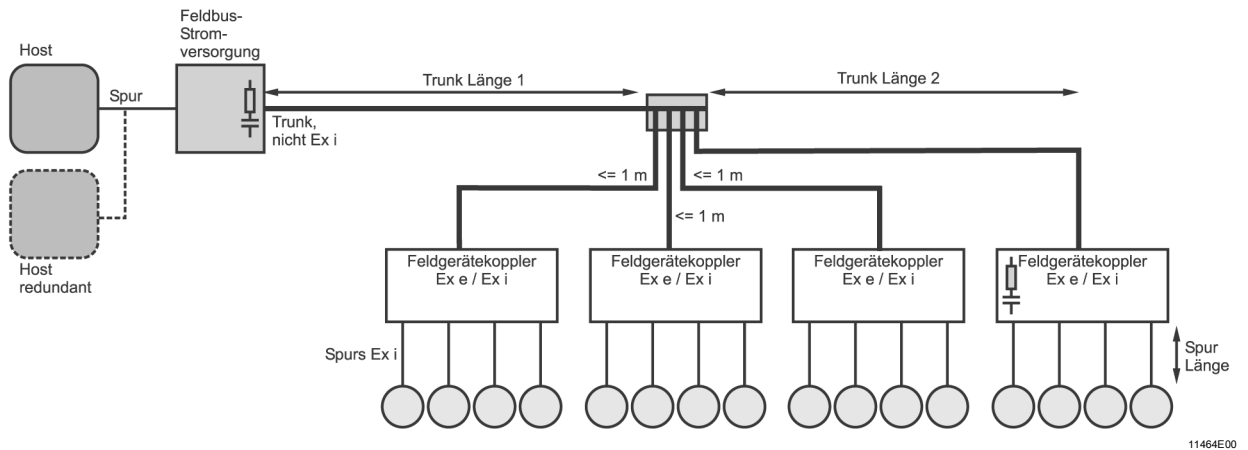 Host
Feldbus-
Strom-
versorgung
Spur
Trunk Länge 1
Trunk Länge 2
Trunk,
nicht Ex i
<= 1 m
<= 1 m
<= 1 m
Host
redundant
Feldgerätekoppler
Ex e / Ex i
Feldgerätekoppler
Ex e / Ex i
Feldgerätekoppler
Ex e / Ex i
Feldgerätekoppler
Ex e / Ex i
Spurs Ex i
Spur
Länge
11464E00